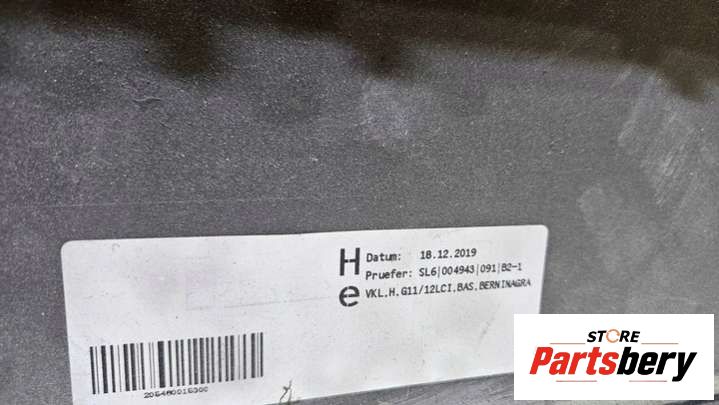 H
Datum: 18.12.2019
Pruefer: SL6|004943|091|B2-1
e
VKL.H,G11/12LCI,BAS,BERNINAGRA
STORE
Partsbery